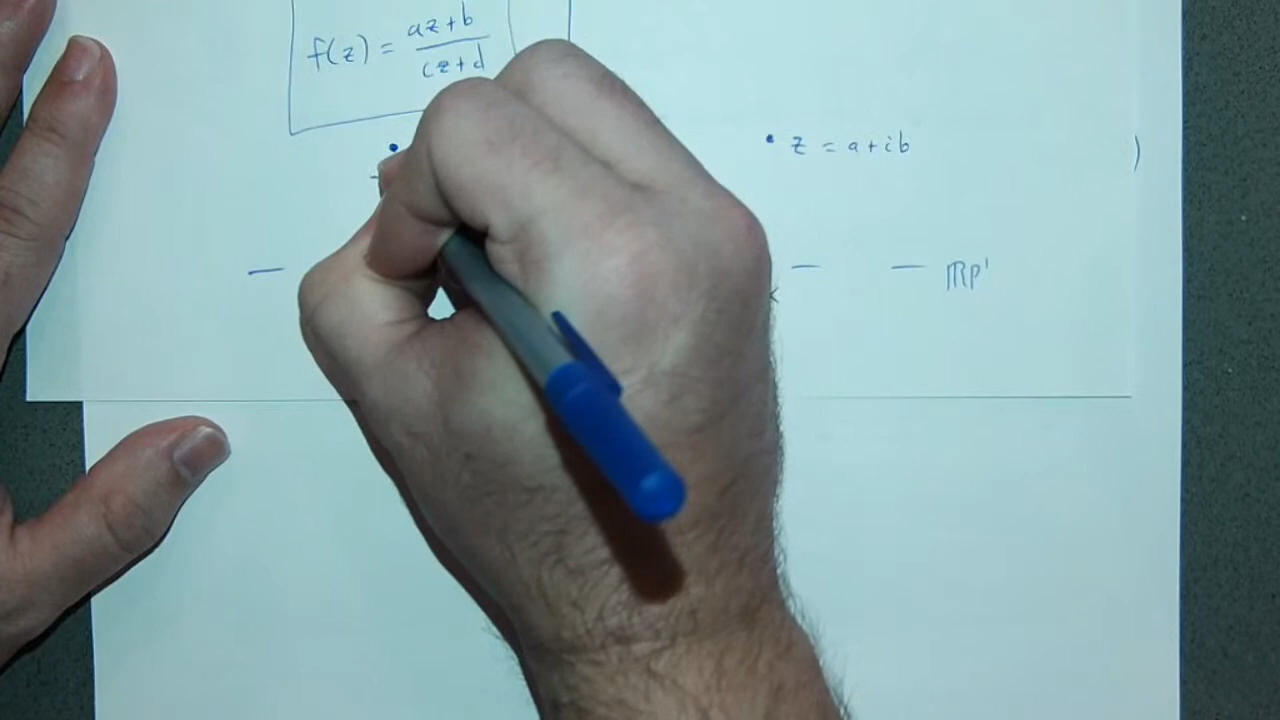 f(z) = az+b / cz+d
z = a+ib )
ℝP¹